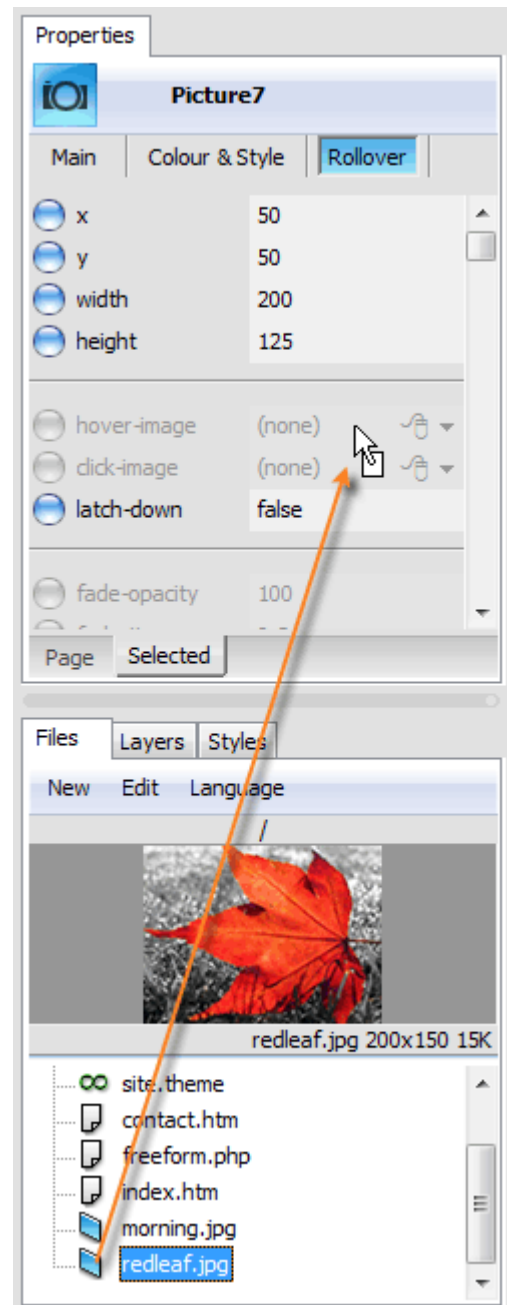 Properties
Picture7
Main Colour & Style Rollover
x 50
y 50
width 200
height 125
hover-image (none)
click-image (none)
latch-down false
fade-opacity 100
Page Selected
Files Layers Styles
New Edit Language
/
redleaf.jpg 200x150 15K
site.theme
contact.htm
freeform.php
index.htm
morning.jpg
redleaf.jpg